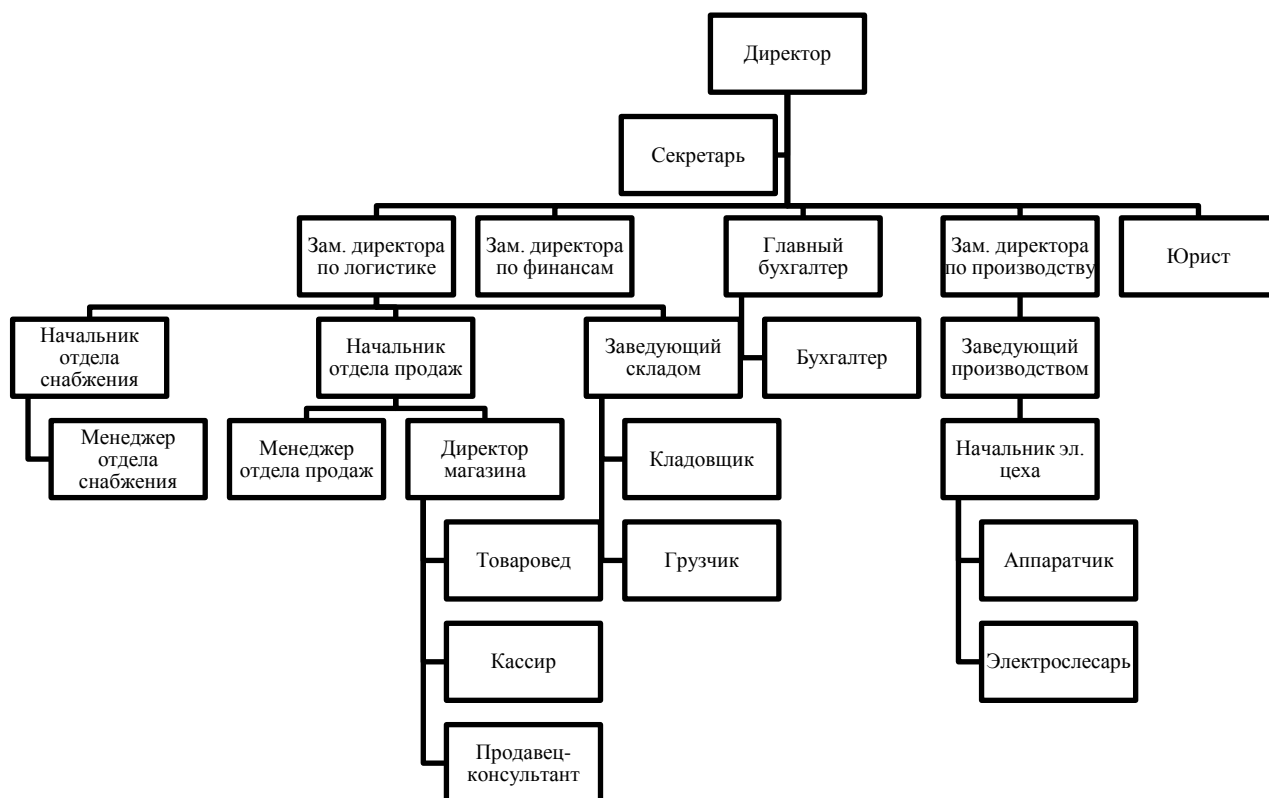 Директор
Секретарь
Зам. директора
по логистике
Зам. директора
по финансам
Главный
бухгалтер
Зам. директора
по производству
Юрист
Начальник
отдела
снабжения
Начальник
отдела продаж
Заведующий
складом
Бухгалтер
Заведующий
производством
Менеджер
отдела
снабжения
Менеджер
отдела продаж
Директор
магазина
Кладовщик
Начальник эл.
цеха
Товаровед
Грузчик
Аппаратчик
Кассир
Электрослесарь
Продавец-
консультант